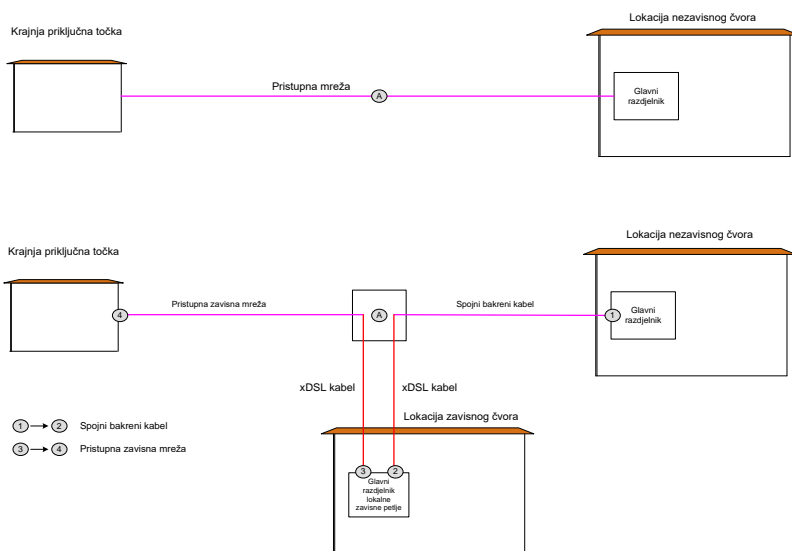 Lokacija nezavisnog čvora
Krajnja priključna točka
Pristupna mreža
A
Glavni
razdjelnik
Lokacija nezavisnog čvora
Krajnja priključna točka
Pristupna zavisna mreža
Spojni bakreni kabel
4
A
1
Glavni
razdjelnik
xDSL kabel
xDSL kabel
Lokacija zavisnog čvora
1 2 Spojni bakreni kabel
3 4 Pristupna zavisna mreža
3
2
Glavni
razdjelnik
lokalne
zavisne petlje